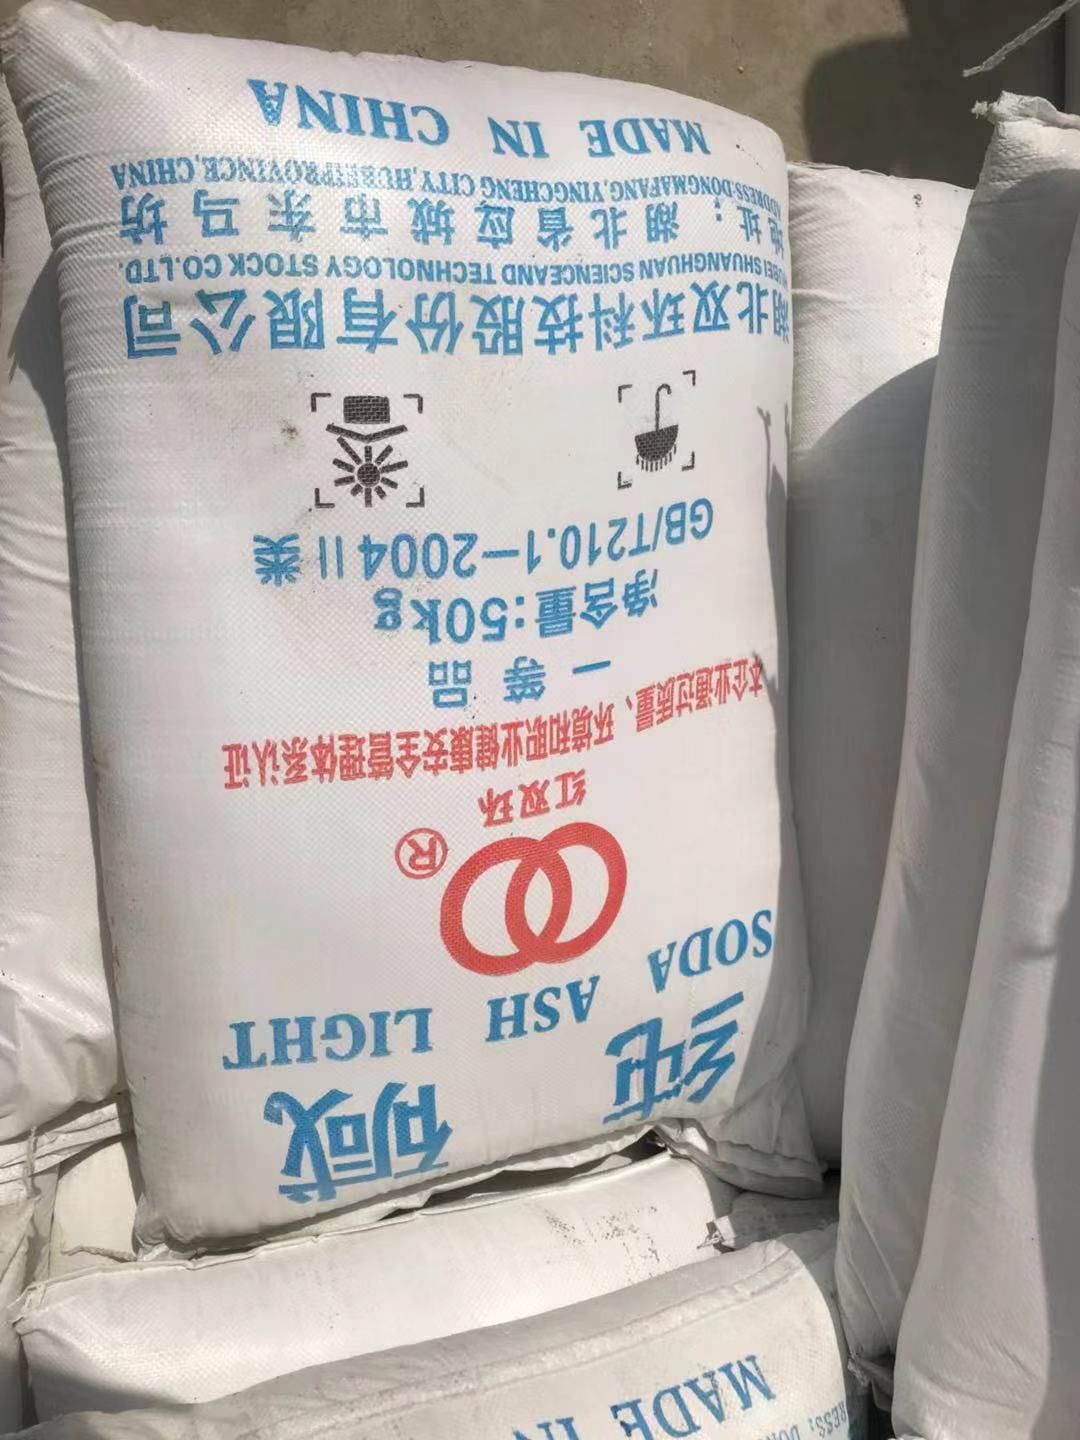 纯碱
SODA ASH LIGHT
®
红双环
本企业通过质量、环境和职业健康安全管理体系认证
一等品
净含量:50kg
GB/T210.1—2004 II类
湖北双环科技股份有限公司
HUBEI SHUANGHUAN SCIENCEAND TECHNOLOGY STOCK CO.LTD.
地址：湖北省应城市东马坊
ADDRESS:DONGMAFANG,YINGCHENG CITY,HUBEIPROVINCE,CHINA
MADE IN CHINA
MADE IN